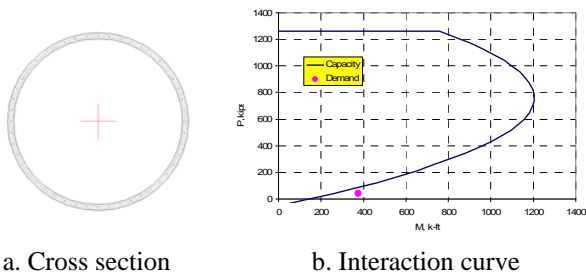 1400
1200
1000
800
600
400
200
0
P, kips
Capacity
Demand
0 200 400 600 800 1000 1200 1400
M, k-ft
a. Cross section b. Interaction curve